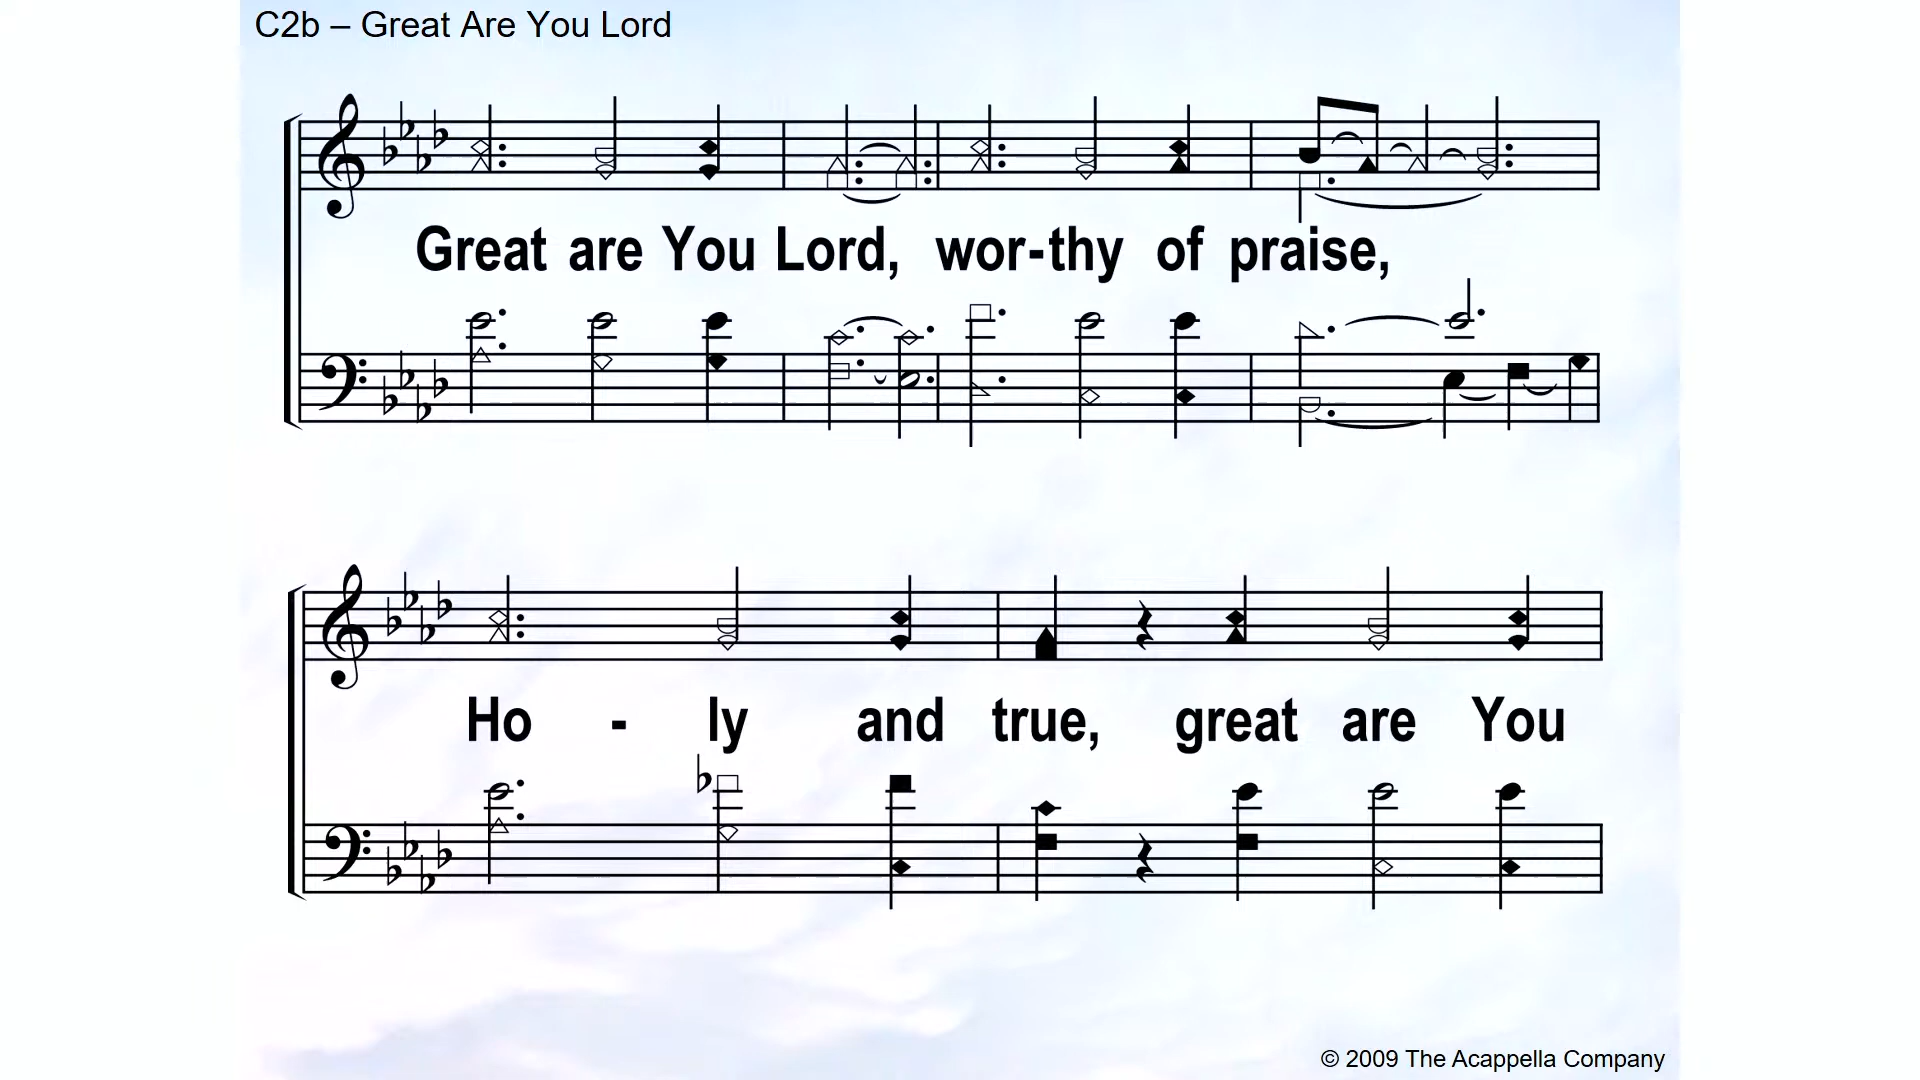 C2b – Great Are You Lord
Great are You Lord, wor-thy of praise,
Ho - ly and true, great are You
© 2009 The Acappella Company